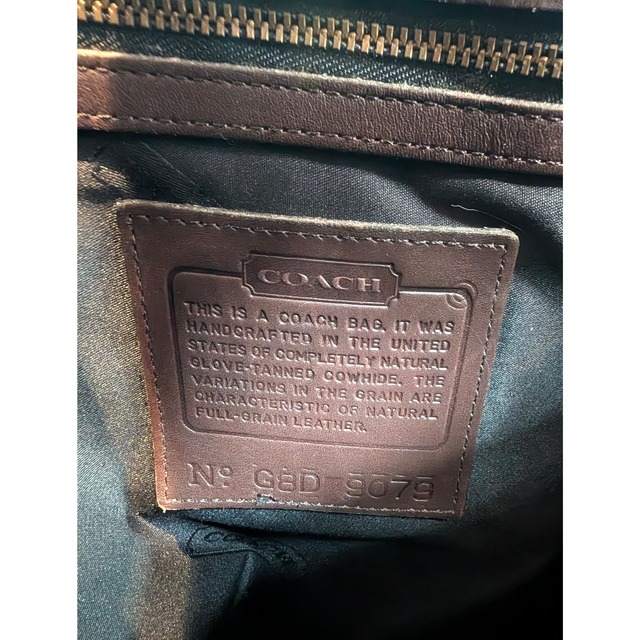 COACH
THIS IS A COACH BAG. IT WAS
HANDCRAFTED IN THE UNITED
STATES OF COMPLETELY NATURAL
GLOVE-TANNED COWHIDE. THE
VARIATIONS IN THE GRAIN ARE
CHARACTERISTIC OF NATURAL
FULL-GRAIN LEATHER.
Nº G8D-9079
COACH